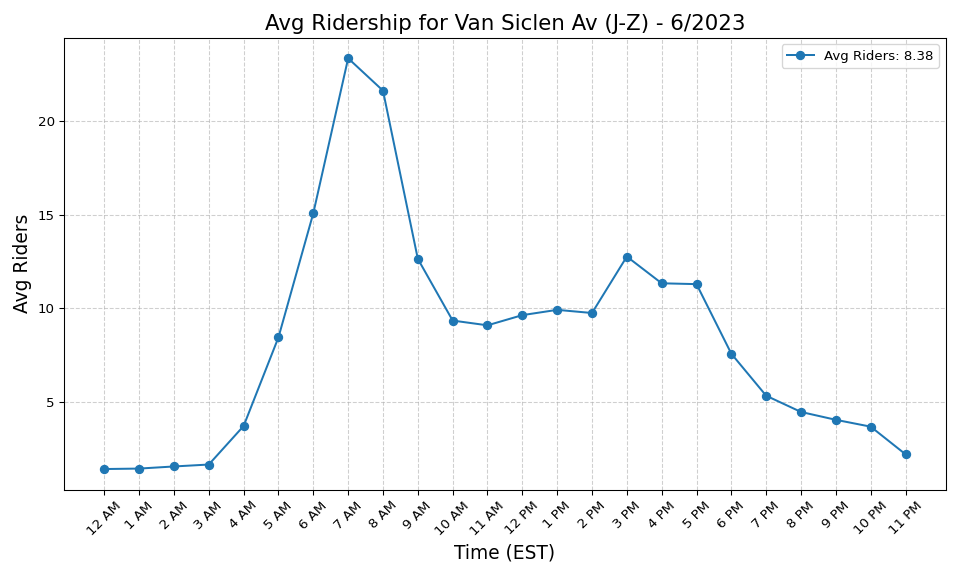 Avg Ridership for Van Siclen Av (J-Z) - 6/2023
Avg Riders: 8.38
Avg Riders
20
15
10
5
12 AM
1 AM
2 AM
3 AM
4 AM
5 AM
6 AM
7 AM
8 AM
9 AM
10 AM
11 AM
12 PM
1 PM
2 PM
3 PM
4 PM
5 PM
6 PM
7 PM
8 PM
9 PM
10 PM
11 PM
Time (EST)